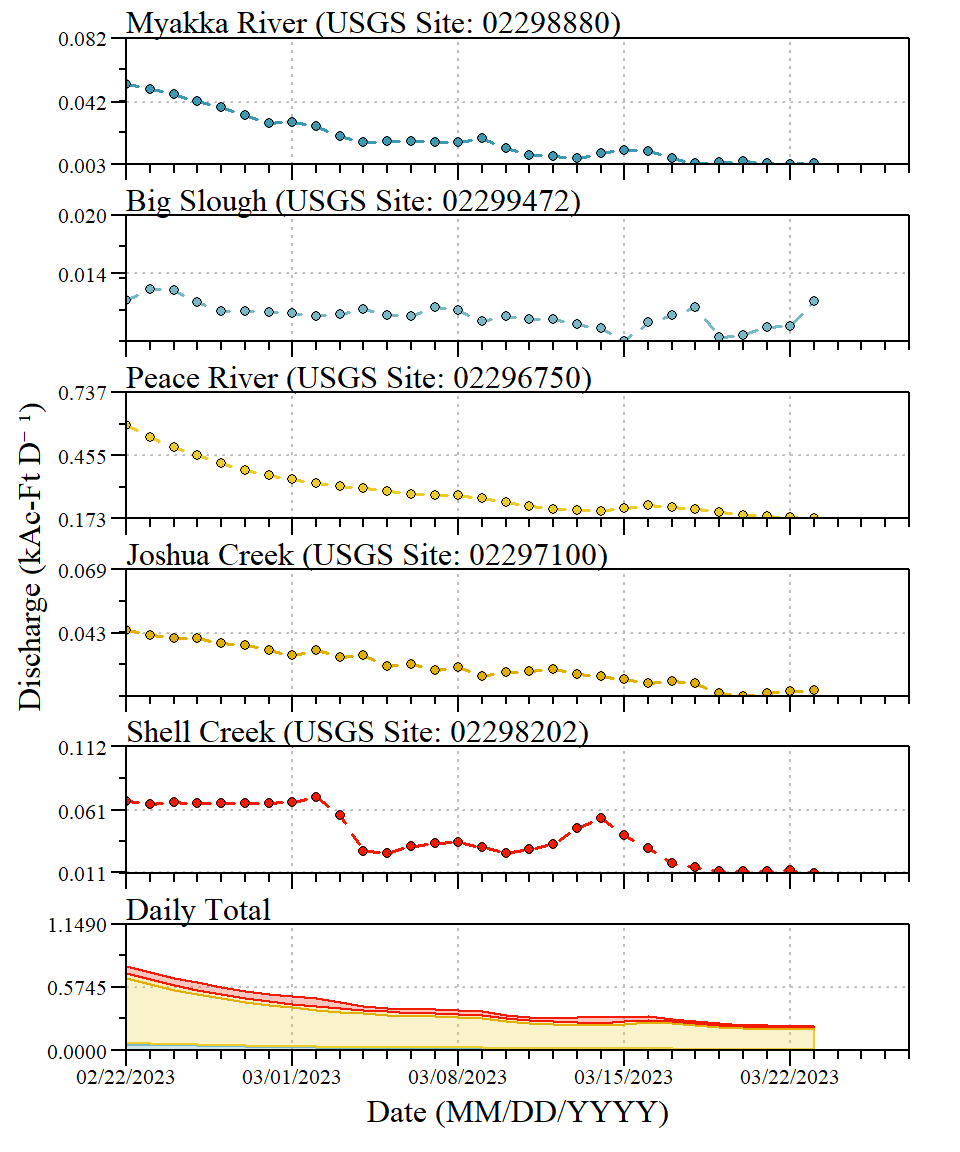 Myakka River (USGS Site: 02298880)
0.082
0.042
0.003
Big Slough (USGS Site: 02299472)
0.020
0.014
Peace River (USGS Site: 02296750)
0.737
0.455
0.173
Joshua Creek (USGS Site: 02297100)
0.069
0.043
Shell Creek (USGS Site: 02298202)
0.112
0.061
0.011
Daily Total
1.1490
0.5745
0.0000
Discharge (kAc-Ft D⁻¹)
02/22/2023 03/01/2023 03/08/2023 03/15/2023 03/22/2023
Date (MM/DD/YYYY)